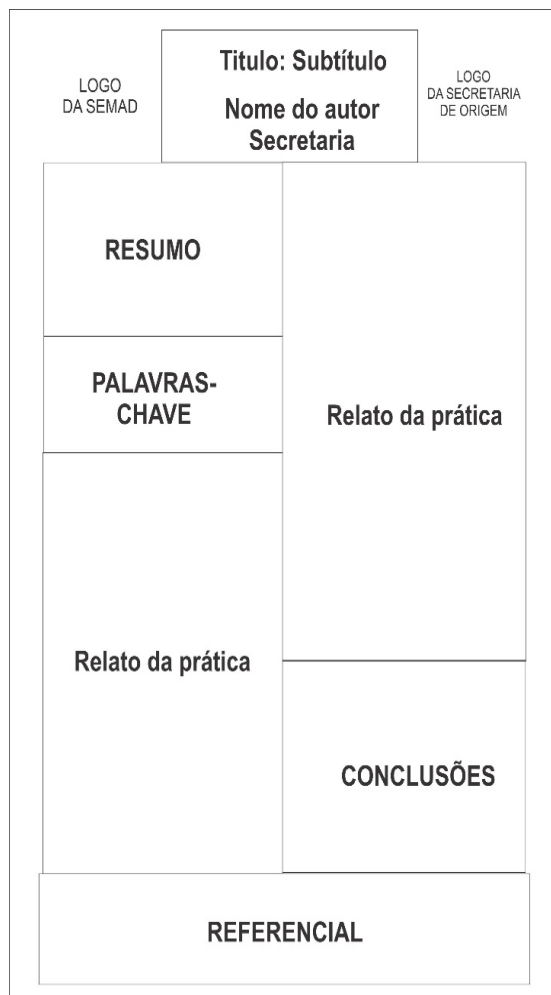 LOGO
DA SEMAD
Titulo: Subtítulo
Nome do autor
Secretaria
LOGO
DA SECRETARIA
DE ORIGEM
RESUMO
PALAVRAS-
CHAVE
Relato da prática
Relato da prática
CONCLUSÕES
REFERENCIAL